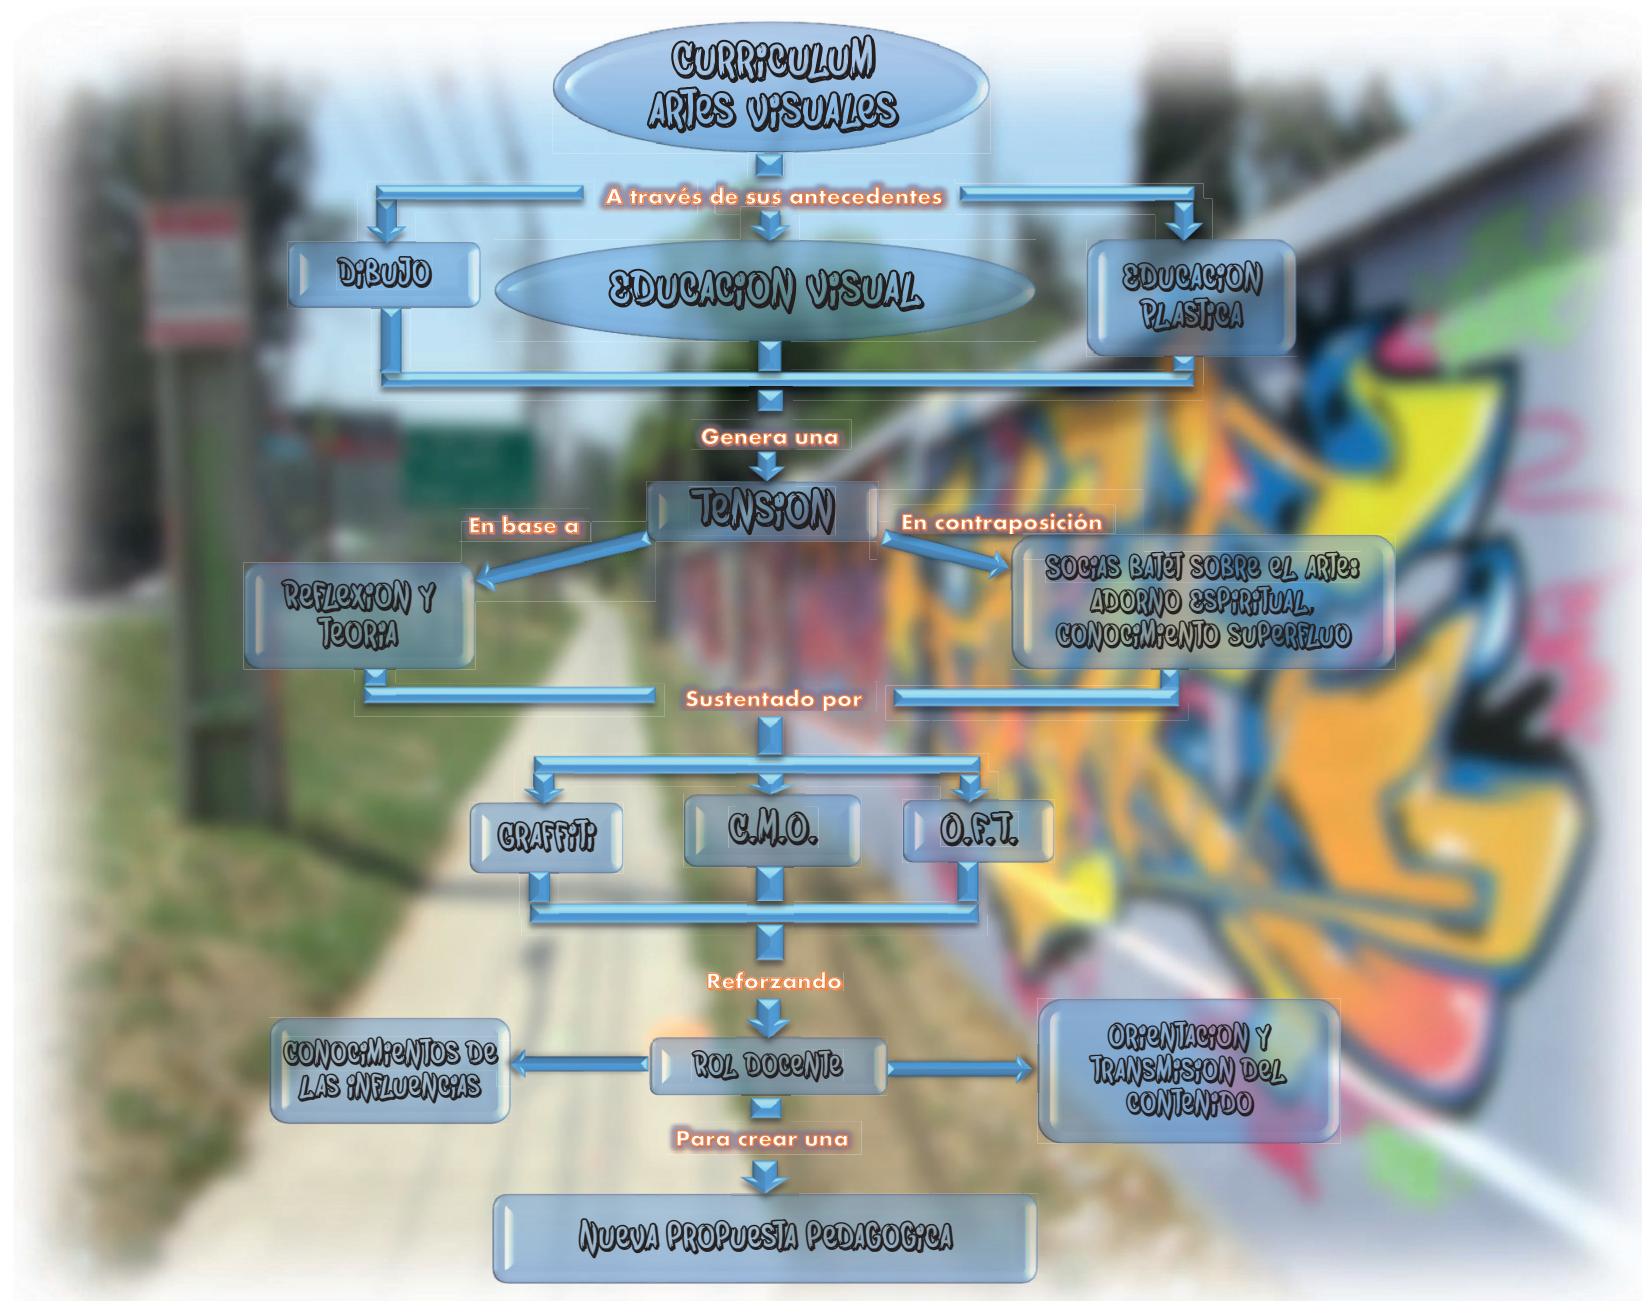 CURRICULUM
ARTES VISUALES
A través de sus antecedentes
DIBUJO
EDUCACION VISUAL
EDUCACION
PLASTICA
Genera una
TENSION
En base a
En contraposición
REFLEXION Y
TEORIA
SOCIAS BATET SOBRE EL ARTE:
ADORNO ESPIRITUAL,
CONOCIMIENTO SUPERFLUO
Sustentado por
GRAFFITI
C.M.O.
O.F.T.
Reforzando
CONOCIMIENTOS DE
LAS INFLUENCIAS
ROL DOCENTE
ORIENTACION Y
TRANSMISION DEL
CONTENIDO
Para crear una
NUEVA PROPUESTA PEDAGOGICA